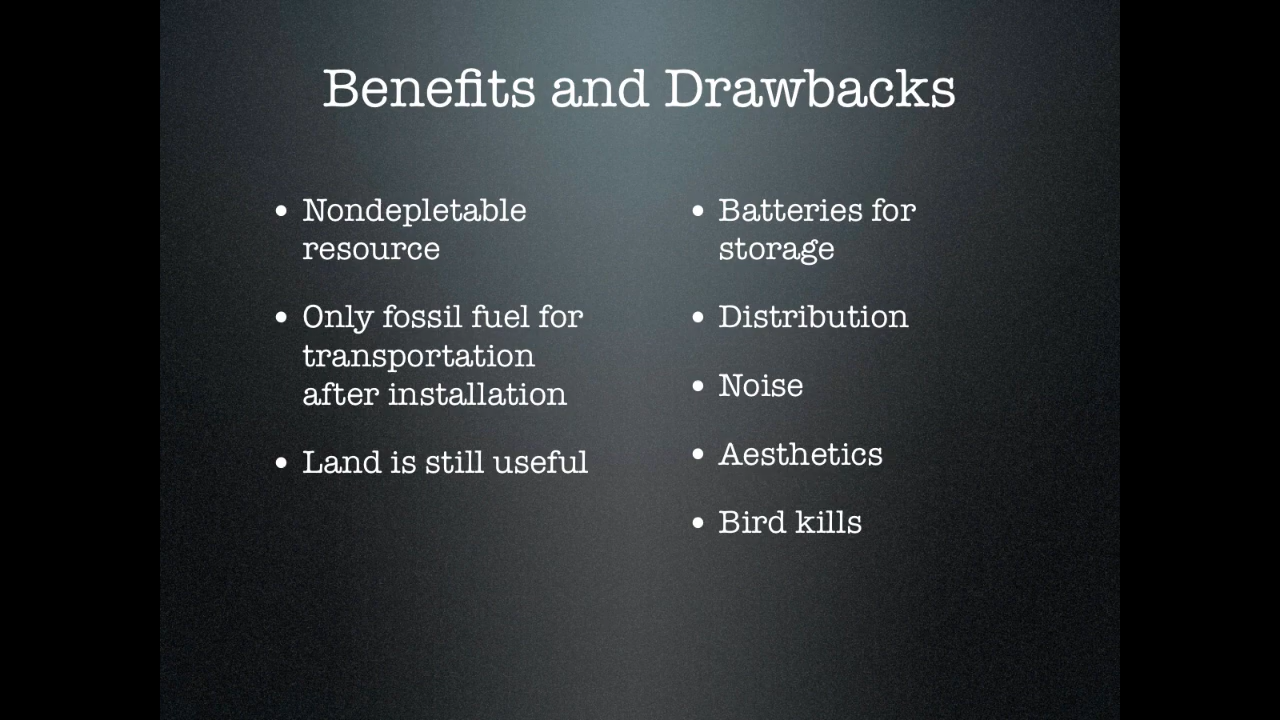 Benefits and Drawbacks
• Nondepletable
resource
• Only fossil fuel for
transportation
after installation
• Land is still useful
• Batteries for
storage
• Distribution
• Noise
• Aesthetics
• Bird kills